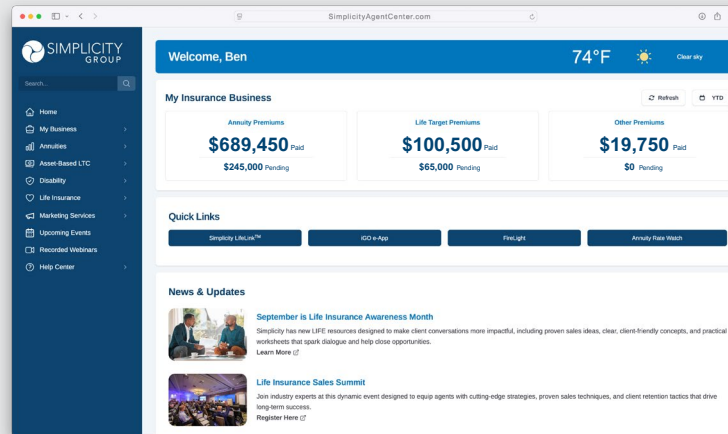 SimplicityAgentCenter.com
SIMPLICITY
GROUP
Search...
Home
My Business
Annuities
Asset-Based LTC
Disability
Life Insurance
Marketing Services
Upcoming Events
Recorded Webinars
Help Center
Welcome, Ben
74°F
Clear sky
My Insurance Business
Refresh
YTD
Annuity Premiums
$689,450 Paid
$245,000 Pending
Life Target Premiums
$100,500 Paid
$65,000 Pending
Other Premiums
$19,750 Paid
$0 Pending
Quick Links
Simplicity LifeLink™
iGO e-App
FireLight
Annuity Rate Watch
News & Updates
September is Life Insurance Awareness Month
Simplicity has new LIFE resources designed to make client conversations more impactful, including proven sales ideas, clear, client-friendly concepts, and practical
worksheets that spark dialogue and help close opportunities.
Learn More
Life Insurance Sales Summit
Join industry experts at this dynamic event designed to equip agents with cutting-edge strategies, proven sales techniques, and client retention tactics that drive
long-term success.
Register Here